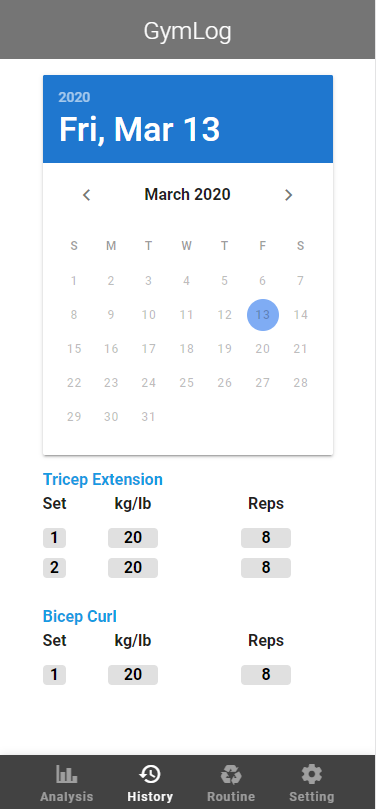 GymLog
2020
Fri, Mar 13
March 2020
S M T W T F S
1 2 3 4 5 6 7
8 9 10 11 12 13 14
15 16 17 18 19 20 21
22 23 24 25 26 27 28
29 30 31
Tricep Extension
Set kg/lb Reps
1 20 8
2 20 8
Bicep Curl
Set kg/lb Reps
1 20 8
Analysis History Routine Setting